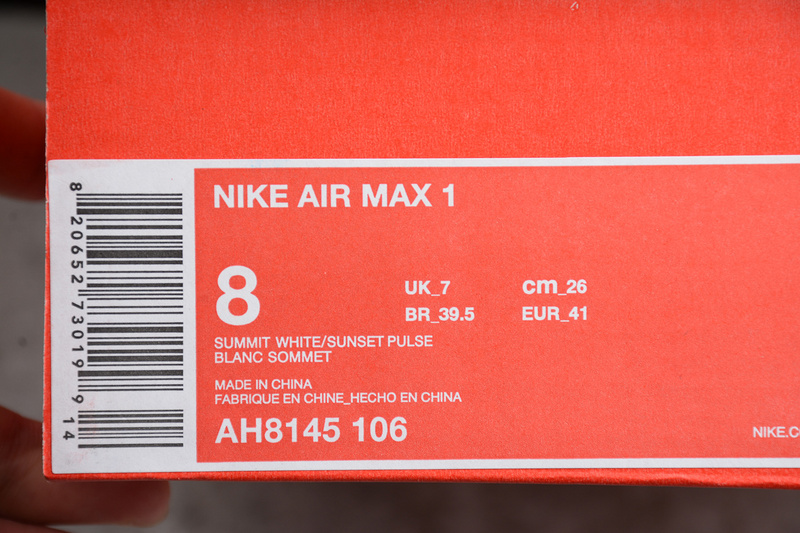 8 20652 73019 9 14
NIKE AIR MAX 1
8
UK_7 cm_26
BR_39.5 EUR_41
SUMMIT WHITE/SUNSET PULSE
BLANC SOMMET
MADE IN CHINA
FABRIQUE EN CHINE_HECHO EN CHINA
AH8145 106